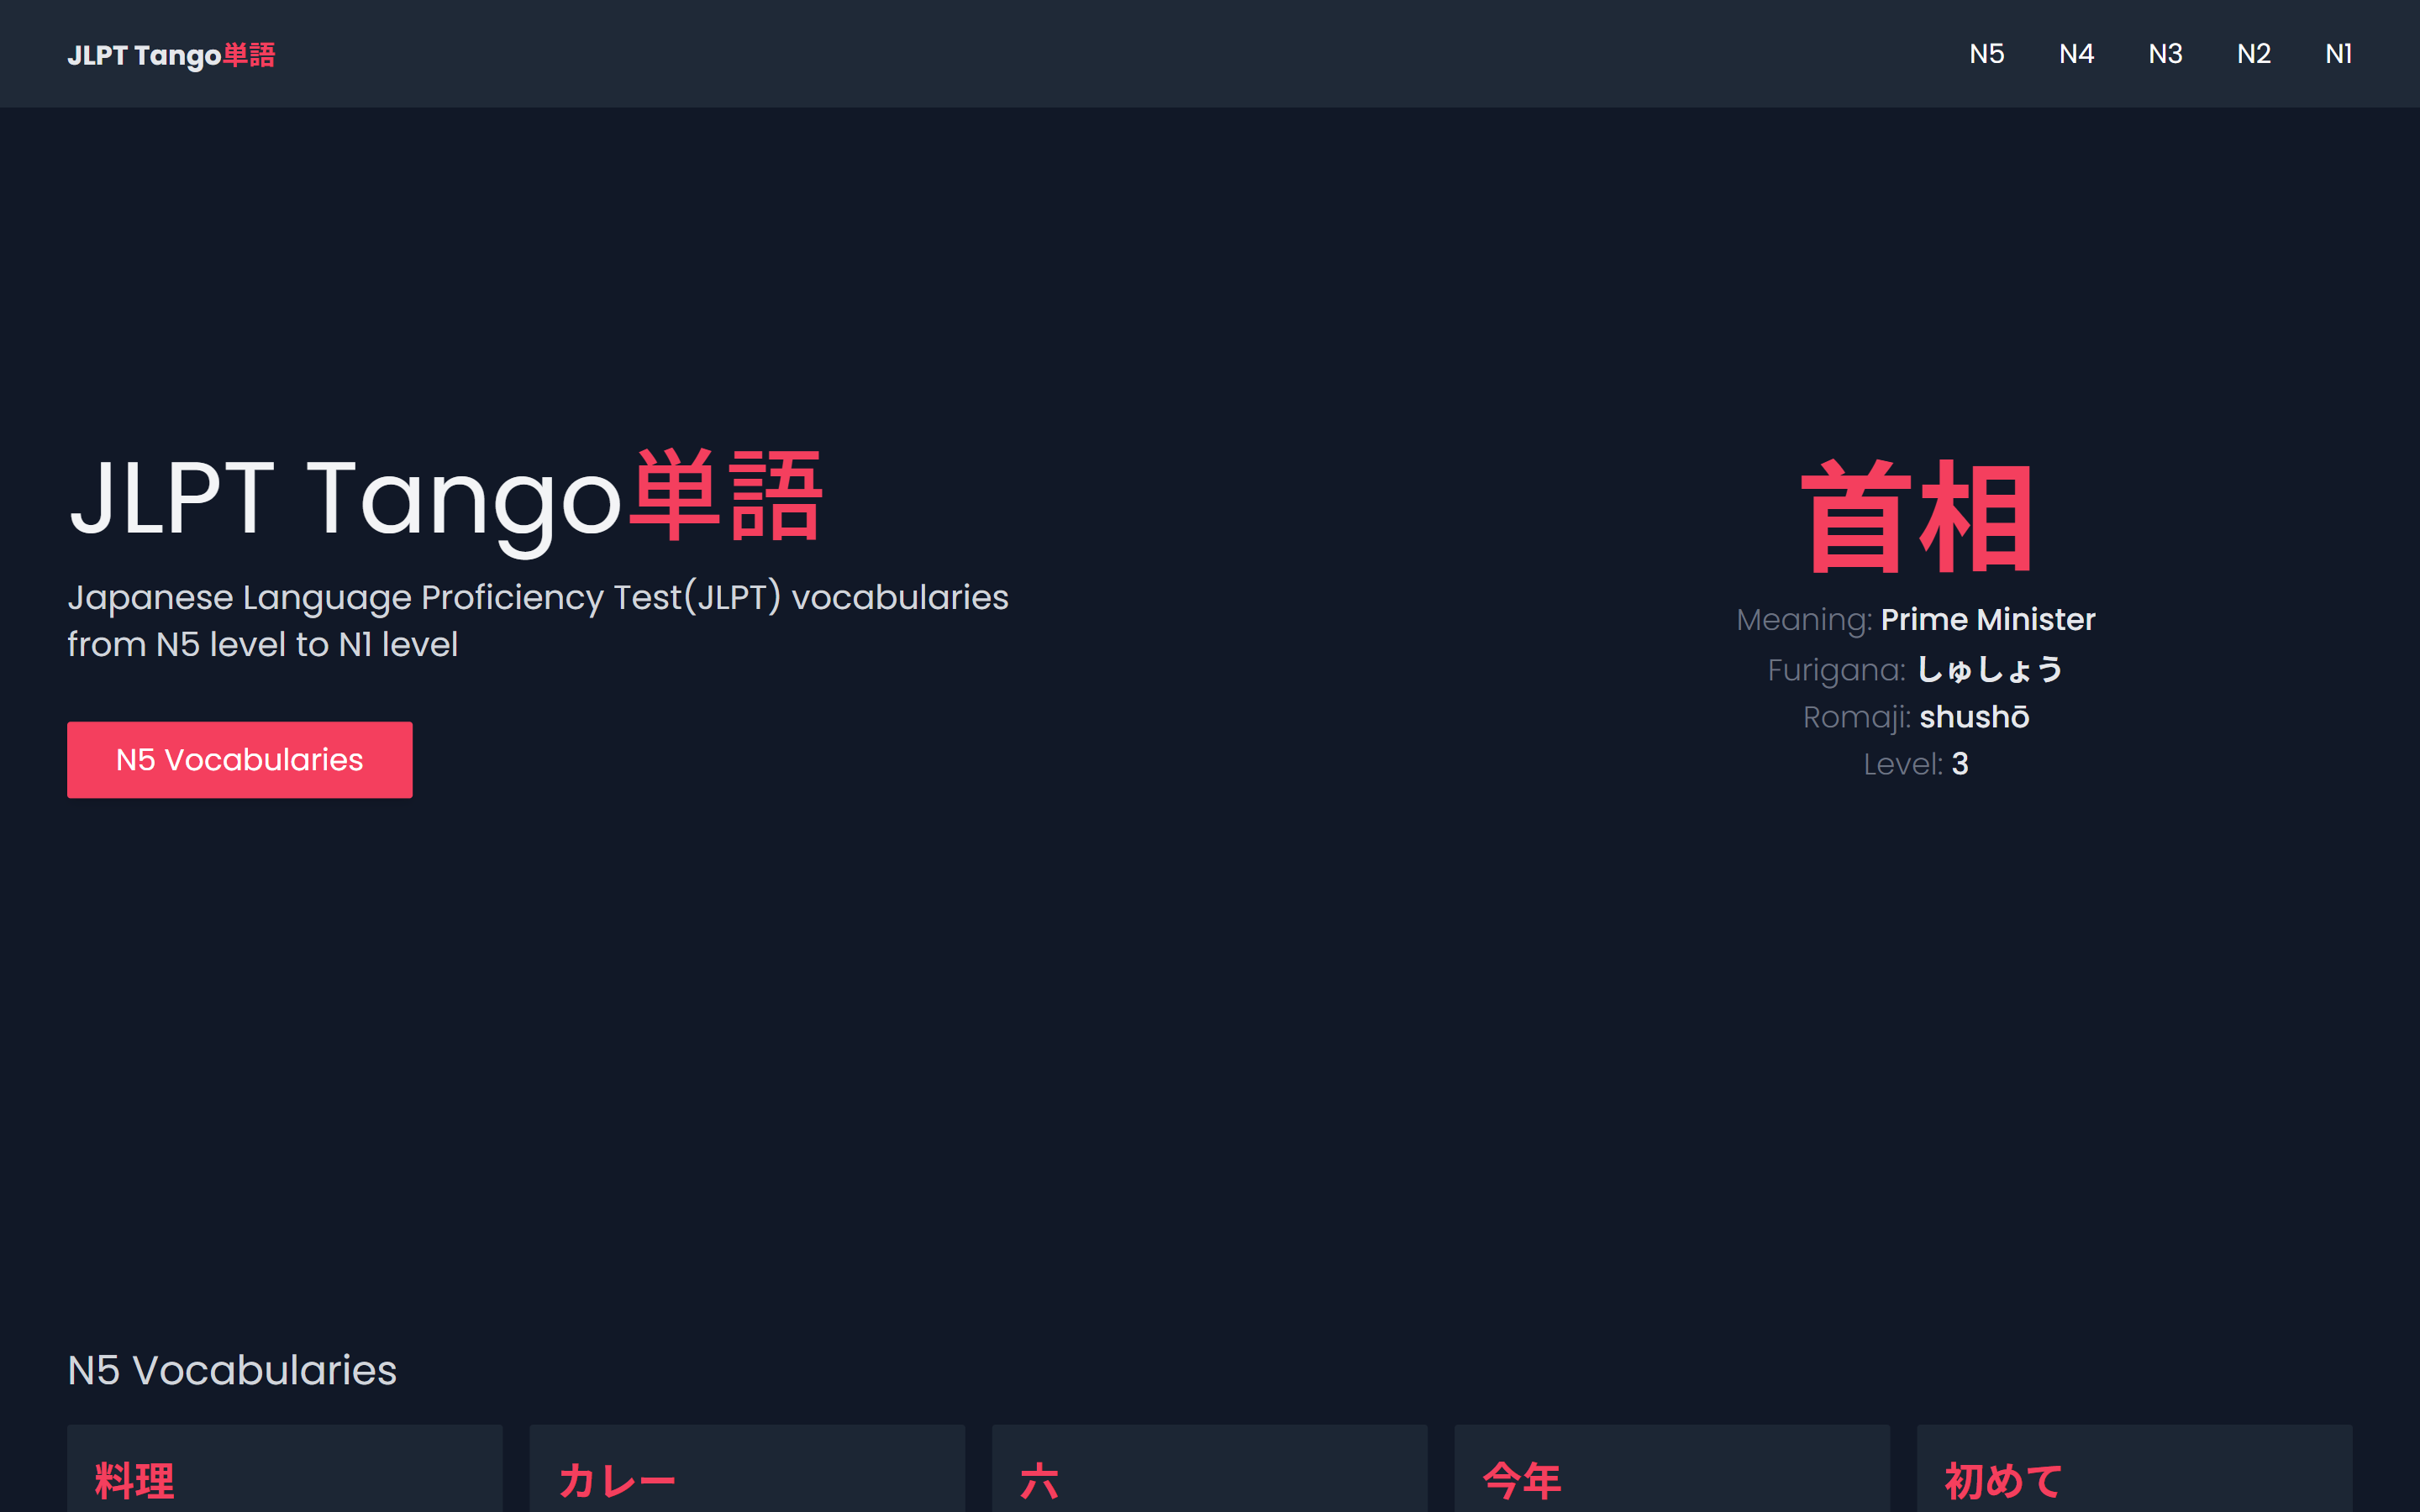 JLPT Tango単語
N5 N4 N3 N2 N1
JLPT Tango単語
Japanese Language Proficiency Test(JLPT) vocabularies
from N5 level to N1 level
N5 Vocabularies
首相
Meaning: Prime Minister
Furigana: しゅしょう
Romaji: shushō
Level: 3
N5 Vocabularies
料理
カレー
六
今年
初めて